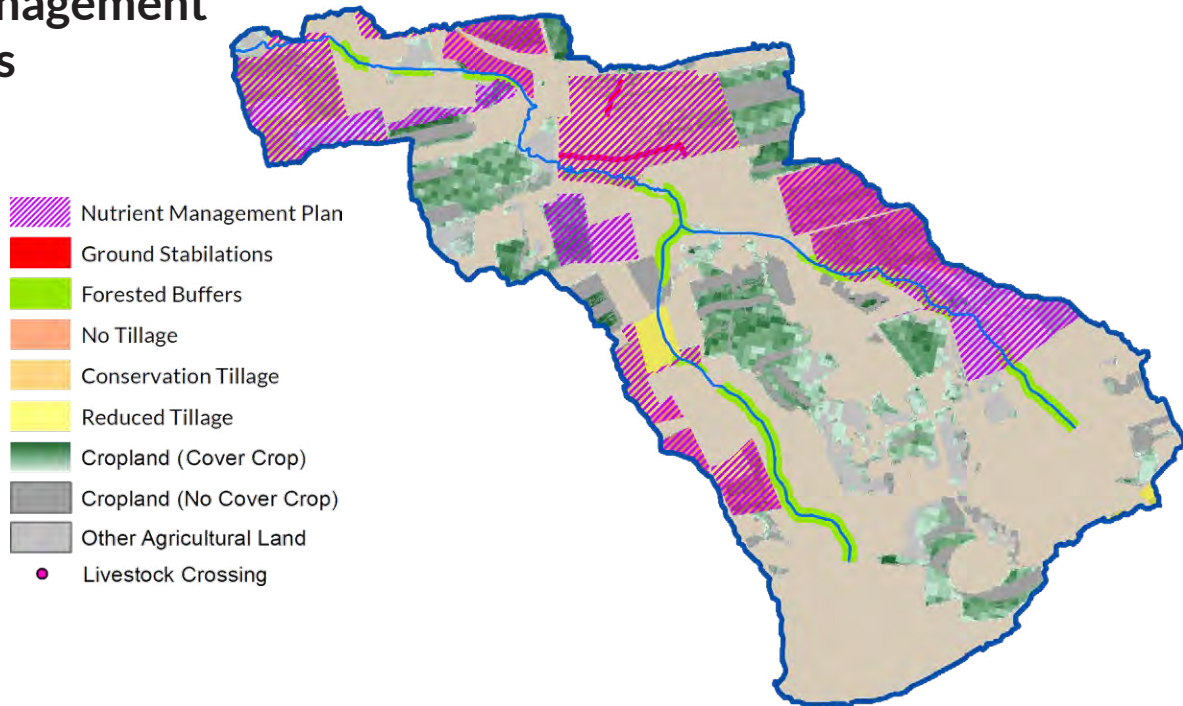 nagement
s
Nutrient Management Plan
Ground Stabilations
Forested Buffers
No Tillage
Conservation Tillage
Reduced Tillage
Cropland (Cover Crop)
Cropland (No Cover Crop)
Other Agricultural Land
Livestock Crossing